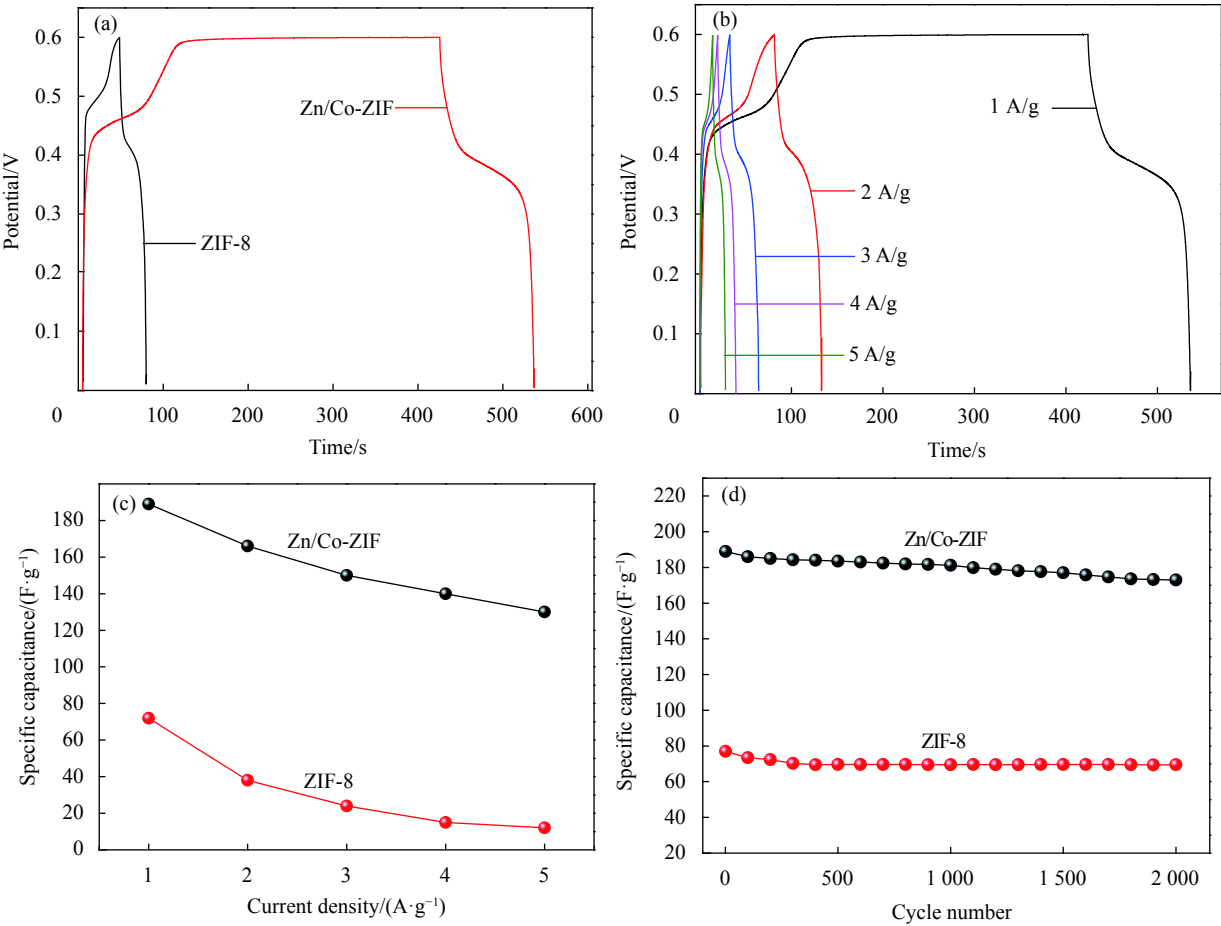 (a)
0.6
0.5
0.4
0.3
0.2
0.1
0
Potential/V
Zn/Co-ZIF
ZIF-8
100
200
300
400
500
600
Time/s
(b)
0.6
0.5
0.4
0.3
0.2
0.1
0
Potential/V
1 A/g
2 A/g
3 A/g
4 A/g
5 A/g
100
200
300
400
500
Time/s
(c)
180
160
140
120
100
80
60
40
20
0
Specific capacitance/(F·g⁻¹)
Zn/Co-ZIF
ZIF-8
1
2
3
4
5
Current density/(A·g⁻¹)
(d)
220
200
180
160
140
120
100
80
60
40
20
Specific capacitance/(F·g⁻¹)
Zn/Co-ZIF
ZIF-8
0
500
1 000
1 500
2 000
Cycle number